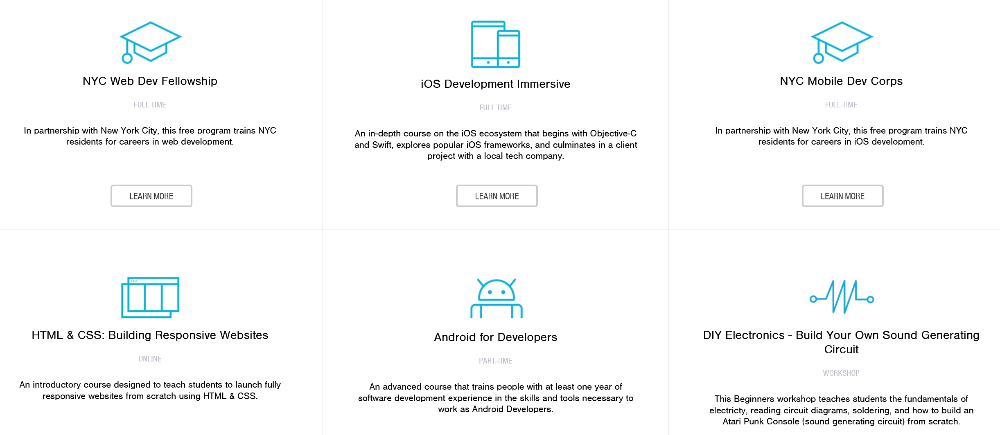 NYC Web Dev Fellowship
FULL-TIME
In partnership with New York City, this free program trains NYC
residents for careers in web development.
LEARN MORE
iOS Development Immersive
FULL-TIME
An in-depth course on the iOS ecosystem that begins with Objective-C
and Swift, explores popular iOS frameworks, and culminates in a client
project with a local tech company.
LEARN MORE
NYC Mobile Dev Corps
FULL-TIME
In partnership with New York City, this free program trains NYC
residents for careers in iOS development.
LEARN MORE
HTML & CSS: Building Responsive Websites
ONLINE
An introductory course designed to teach students to launch fully
responsive websites from scratch using HTML & CSS.
Android for Developers
PART-TIME
An advanced course that trains people with at least one year of
software development experience in the skills and tools necessary to
work as Android Developers.
DIY Electronics - Build Your Own Sound Generating
Circuit
WORKSHOP
This Beginners workshop teaches students the fundamentals of
electricty, reading circuit diagrams, soldering, and how to build an
Atari Punk Console (sound generating circuit) from scratch.